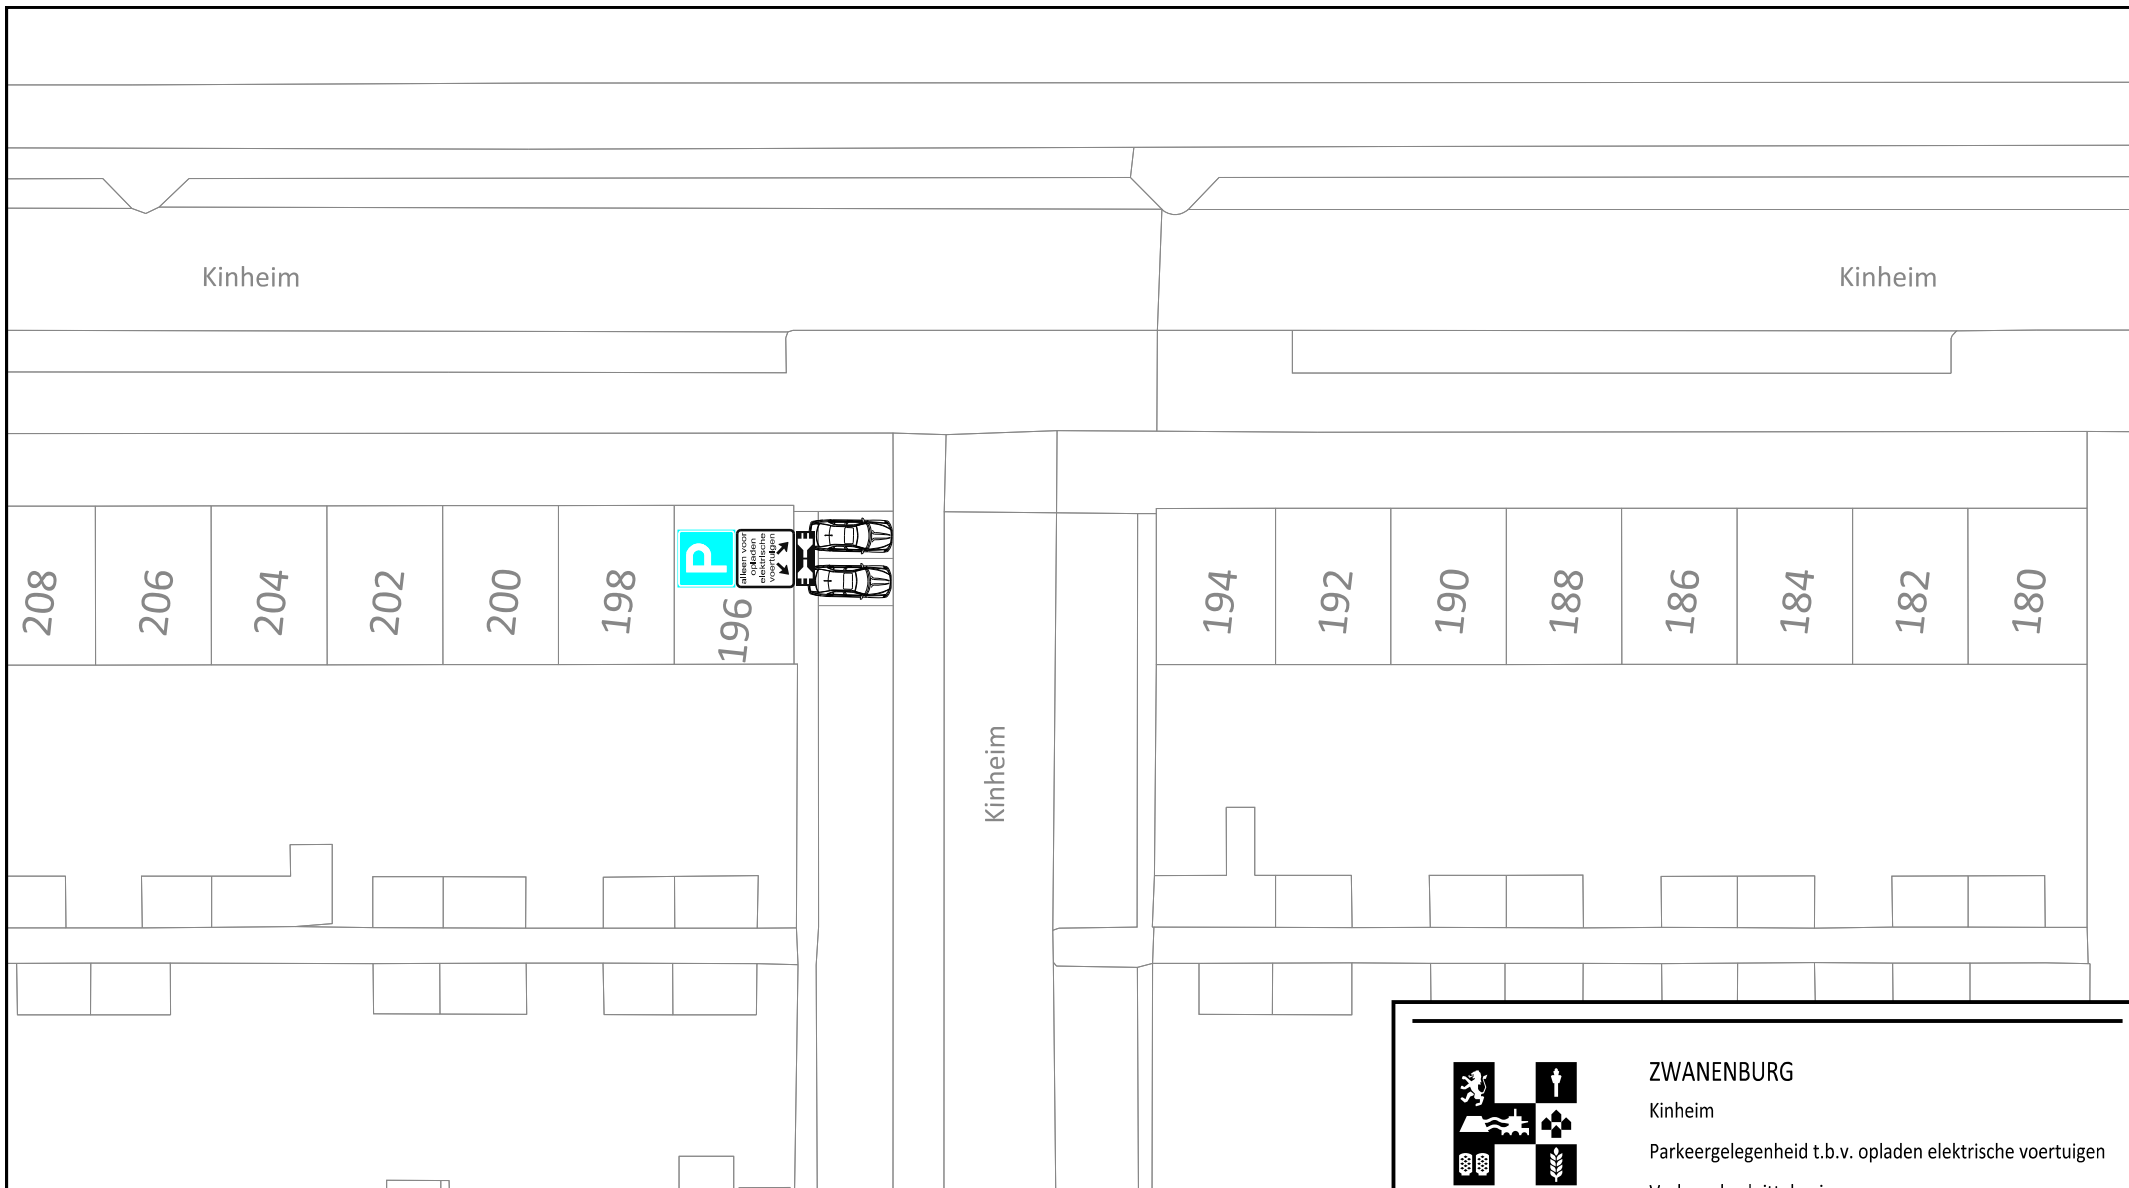 Kinheim
Kinheim
P
alleen voor
opladen
elektrische
voertuigen
208
206
204
202
200
198
196
194
192
190
188
186
184
182
180
Kinheim
ZWANENBURG
Kinheim
Parkeergelegenheid t.b.v. opladen elektrische voertuigen